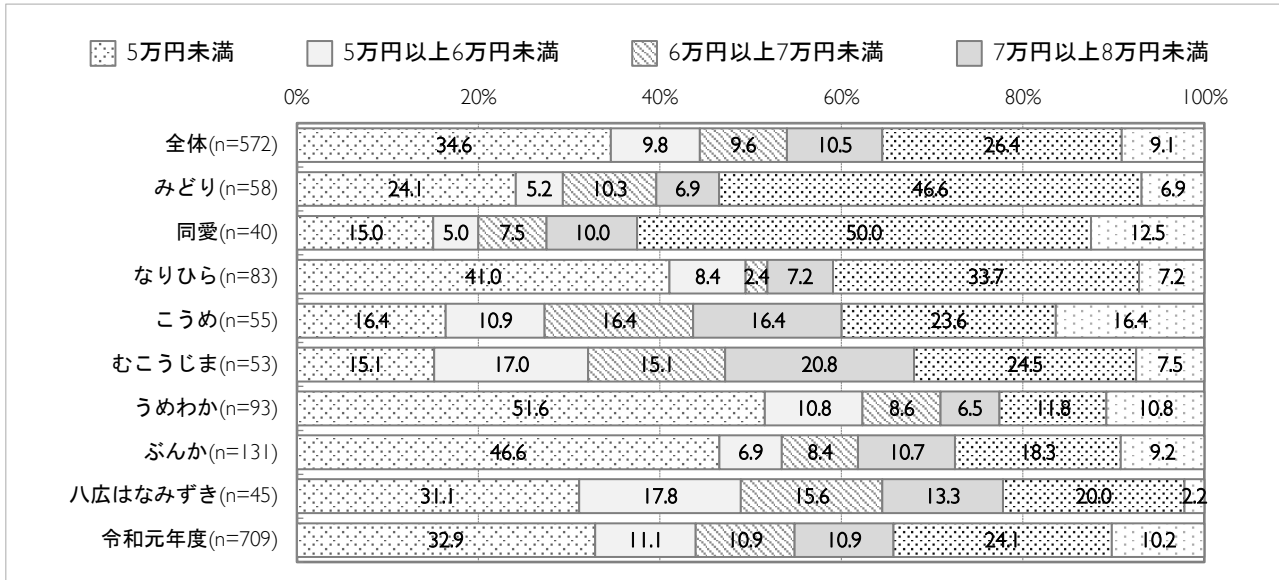 5万円未満 5万円以上6万円未満 6万円以上7万円未満 7万円以上8万円未満
0% 20% 40% 60% 80% 100%
全体(n=572) 34.6 9.8 9.6 10.5 26.4 9.1
みどり(n=58) 24.1 5.2 10.3 6.9 46.6 6.9
同愛(n=40) 15.0 5.0 7.5 10.0 50.0 12.5
なりひら(n=83) 41.0 8.4 2.4 7.2 33.7 7.2
こうめ(n=55) 16.4 10.9 16.4 16.4 23.6 16.4
むこうじま(n=53) 15.1 17.0 15.1 20.8 24.5 7.5
うめわか(n=93) 51.6 10.8 8.6 6.5 11.8 10.8
ぶんか(n=131) 46.6 6.9 8.4 10.7 18.3 9.2
八広はなみずき(n=45) 31.1 17.8 15.6 13.3 20.0 2.2
令和元年度(n=709) 32.9 11.1 10.9 10.9 24.1 10.2